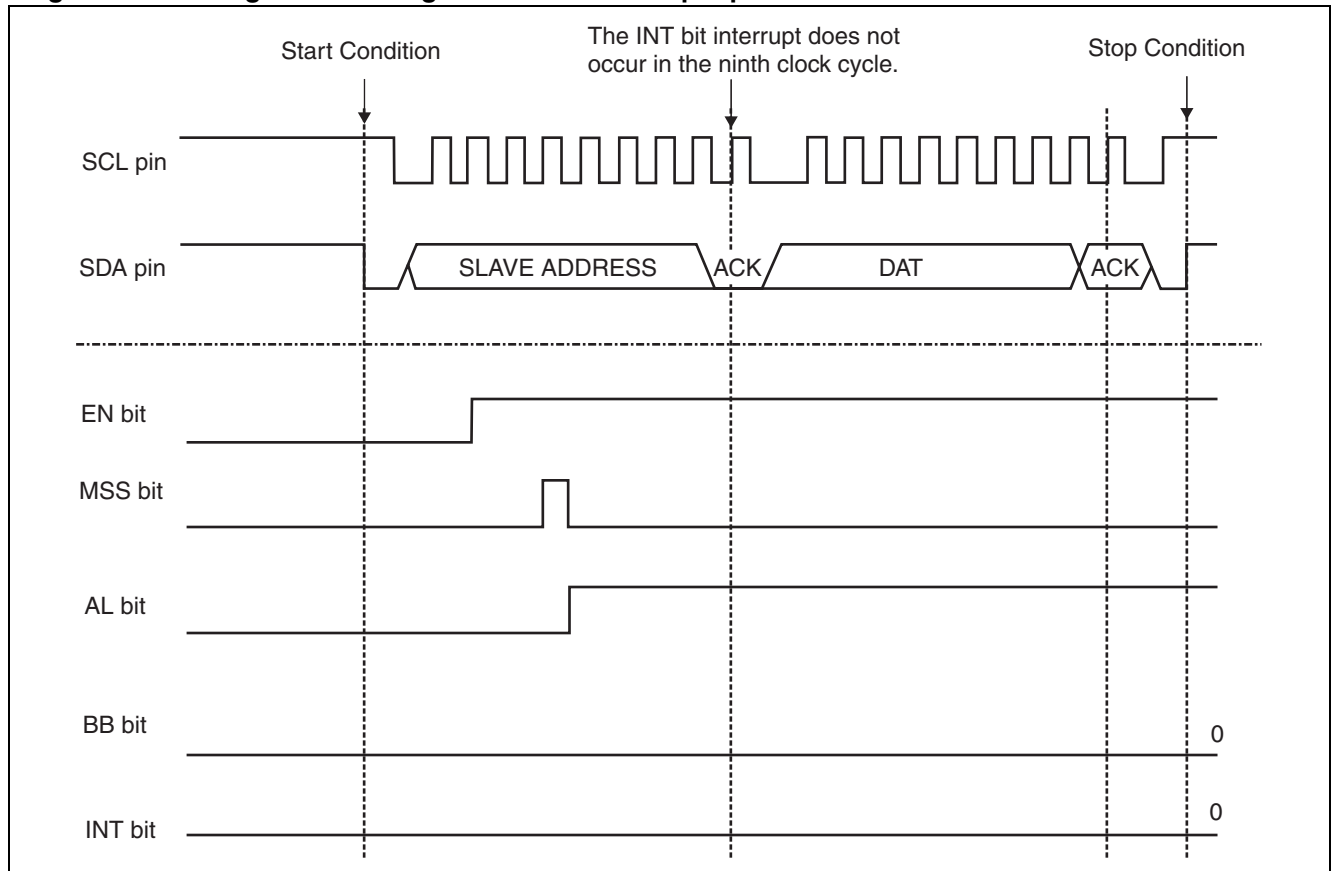 Start Condition
The INT bit interrupt does not
occur in the ninth clock cycle.
Stop Condition
SCL pin
SDA pin
SLAVE ADDRESS
ACK
DAT
ACK
EN bit
MSS bit
AL bit
BB bit
0
INT bit
0